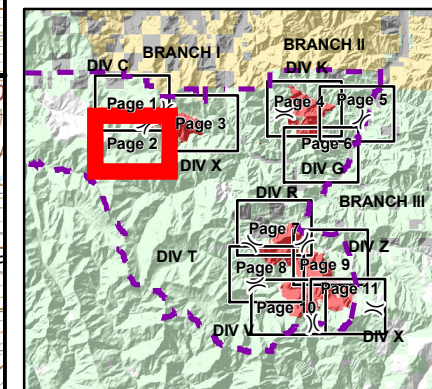 BRANCH I
BRANCH II
DIV C
DIV K
Page 1
Page 4
Page 5
Page 3
Page 2
Page 6
DIV X
DIV G
DIV R
BRANCH III
Page 7
DIV Z
DIV T
Page 8
Page 9
Page 11
Page 10
DIV V
DIV X